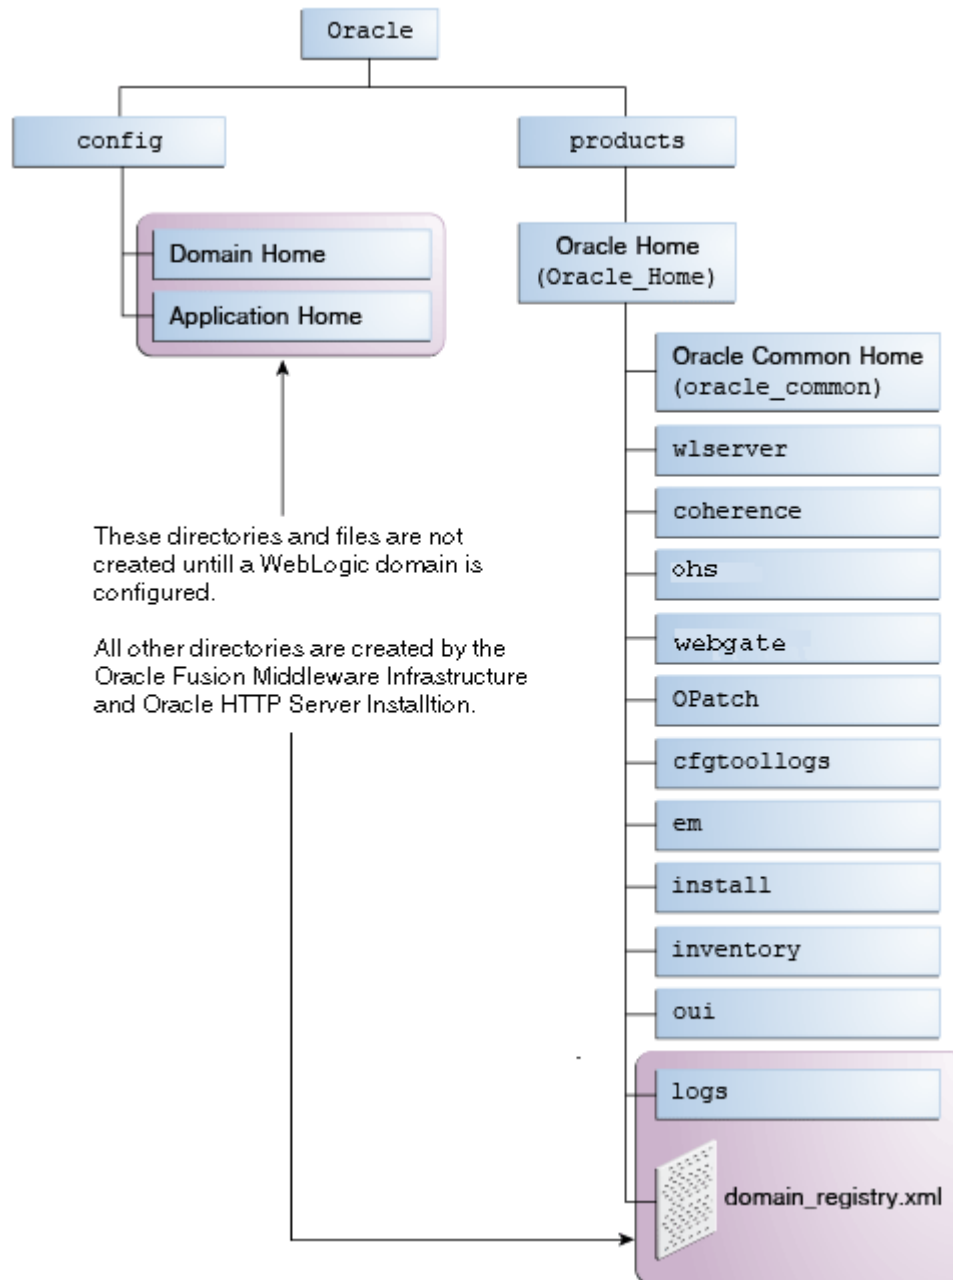 Oracle
config
products
Domain Home
Application Home
Oracle Home
(Oracle_Home)
Oracle Common Home
(oracle_common)
wlserver
coherence
ohs
webgate
OPatch
cfgtoollogs
em
install
inventory
oui
logs
domain_registry.xml
These directories and files are not
created untill a WebLogic domain is
configured.
All other directories are created by the
Oracle Fusion Middleware Infrastructure
and Oracle HTTP Server Installtion.